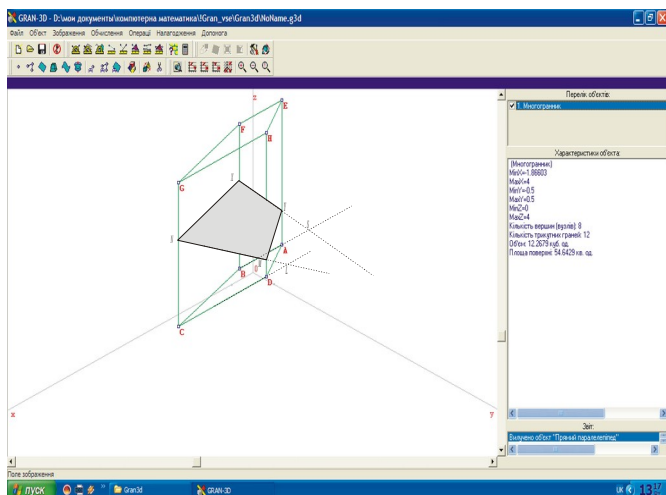 GRAN-3D - D:\мои документы\компютерна математика\!Gran_vse\Gran3d\NoName.g3d
Файл Об'єкт Зображення Обчислення Операції Налагодження Допомога
Перелік об'єктів:
1. Многогранник
Характеристики об'єкта:
(Многогранник)
MinX=-1.86603
MaxX=4
MinY=-0.5
MaxY=0.5
MinZ=0
MaxZ=4
Кількість вершин (вузлів): 8
Кількість трикутних граней: 12
Об'єм: 12.2679 куб. од.
Площа поверхні: 54.6429 кв. од.
z
E
F
H
G
A
B
O
D
C
x
y
Звіт:
Вилучено об'єкт "Прямий паралелепіпед"
Поле зображення
пуск
Gran3d
GRAN-3D
UK
13:17